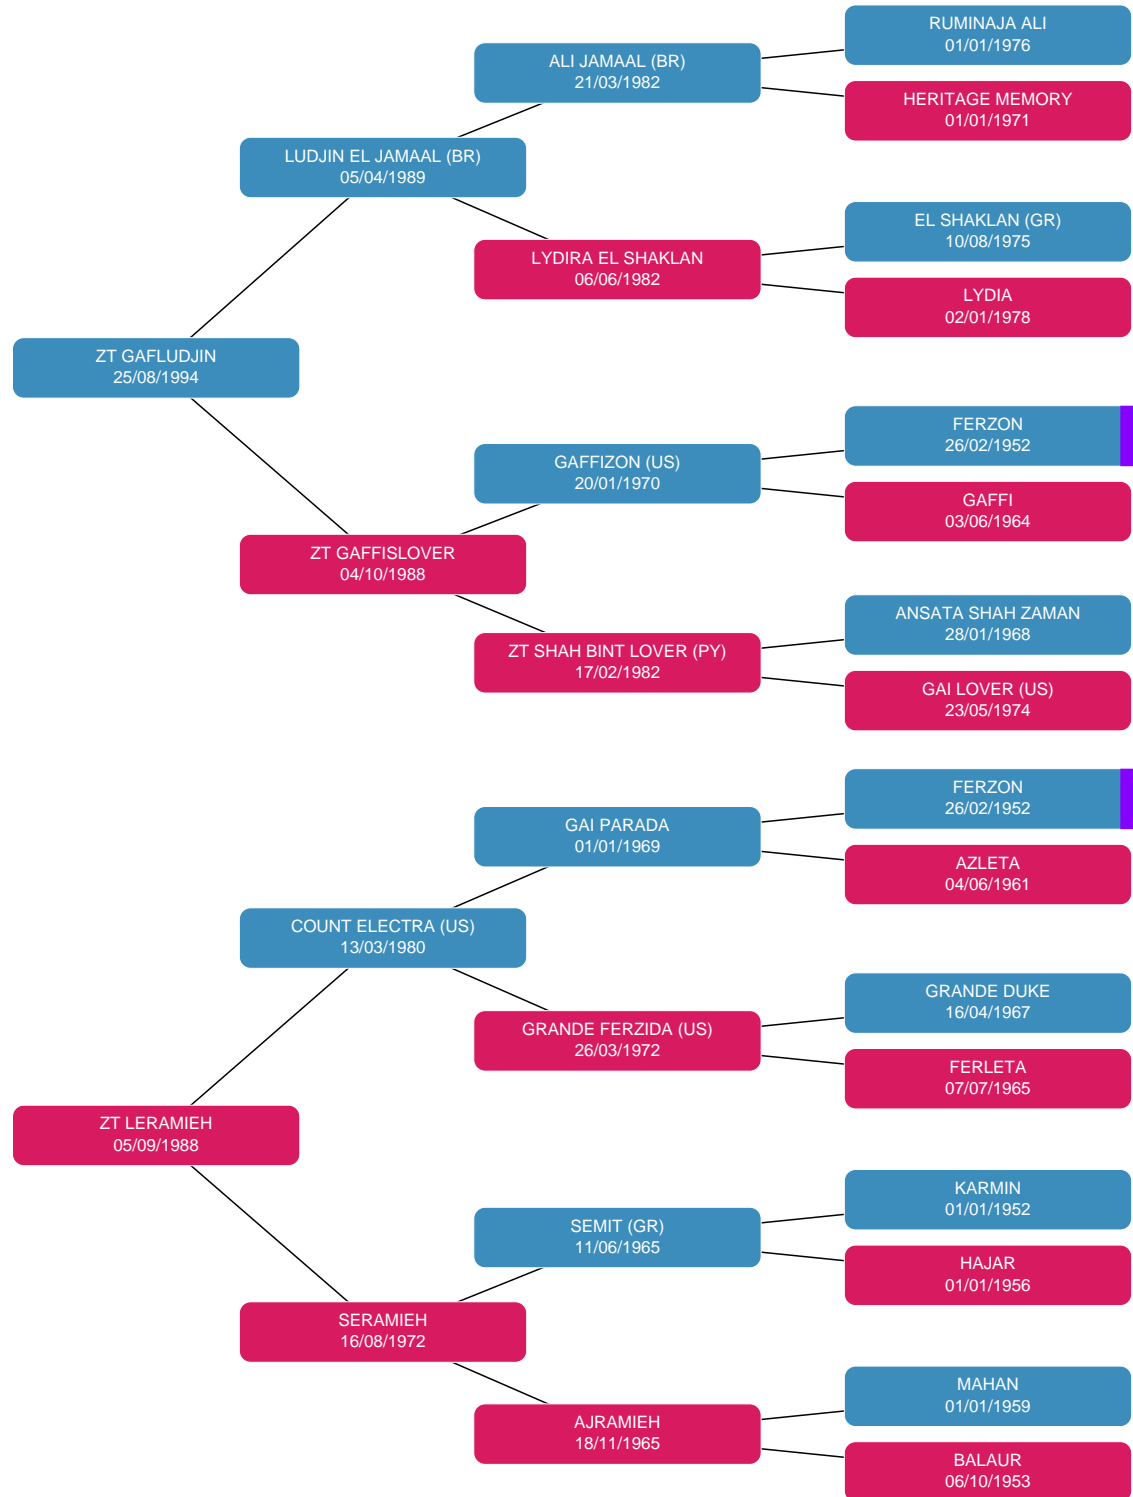 RUMINAJA ALI
01/01/1976
ALI JAMAAL (BR)
21/03/1982
HERITAGE MEMORY
01/01/1971
LUDJIN EL JAMAAL (BR)
05/04/1989
EL SHAKLAN (GR)
10/08/1975
LYDIRA EL SHAKLAN
06/06/1982
LYDIA
02/01/1978
ZT GAFLUDJIN
25/08/1994
FERZON
26/02/1952
GAFFIZON (US)
20/01/1970
GAFFI
03/06/1964
ZT GAFFISLOVER
04/10/1988
ANSATA SHAH ZAMAN
28/01/1968
ZT SHAH BINT LOVER (PY)
17/02/1982
GAI LOVER (US)
23/05/1974
FERZON
26/02/1952
GAI PARADA
01/01/1969
AZLETA
04/06/1961
COUNT ELECTRA (US)
13/03/1980
GRANDE DUKE
16/04/1967
GRANDE FERZIDA (US)
26/03/1972
FERLETA
07/07/1965
ZT LERAMIEH
05/09/1988
KARMIN
01/01/1952
SEMIT (GR)
11/06/1965
HAJAR
01/01/1956
SERAMIEH
16/08/1972
MAHAN
01/01/1959
AJRAMIEH
18/11/1965
BALAUR
06/10/1953